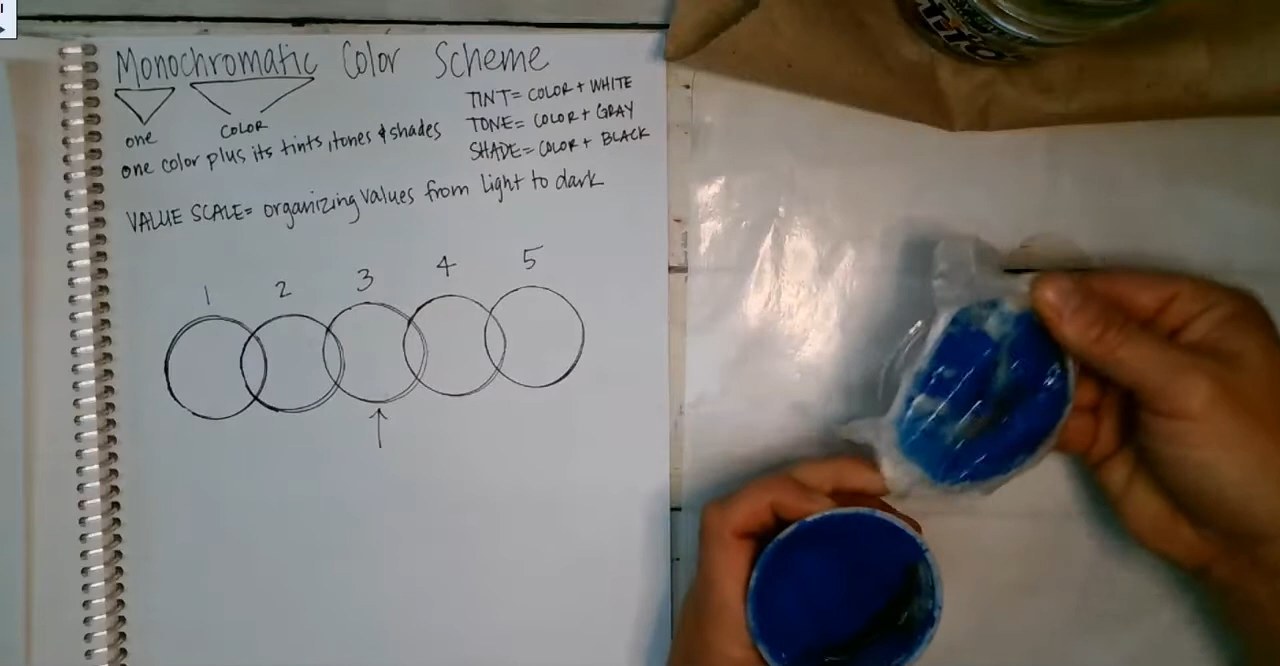 Monochromatic Color Scheme
one COLOR
one color plus its tints, tones & shades
TINT = COLOR + WHITE
TONE = COLOR + GRAY
SHADE = COLOR + BLACK
VALUE SCALE = organizing values from light to dark
1 2 3 4 5